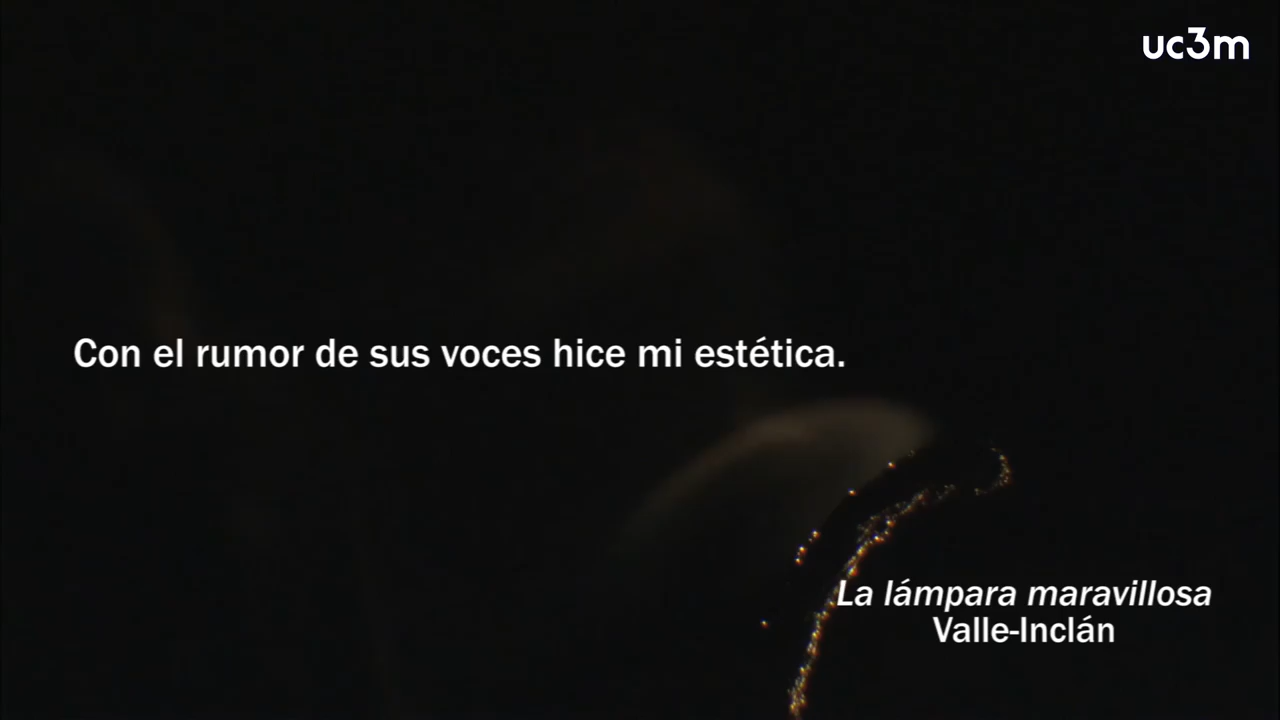 uc3m
Con el rumor de sus voces hice mi estética.
La lámpara maravillosa
Valle-Inclán